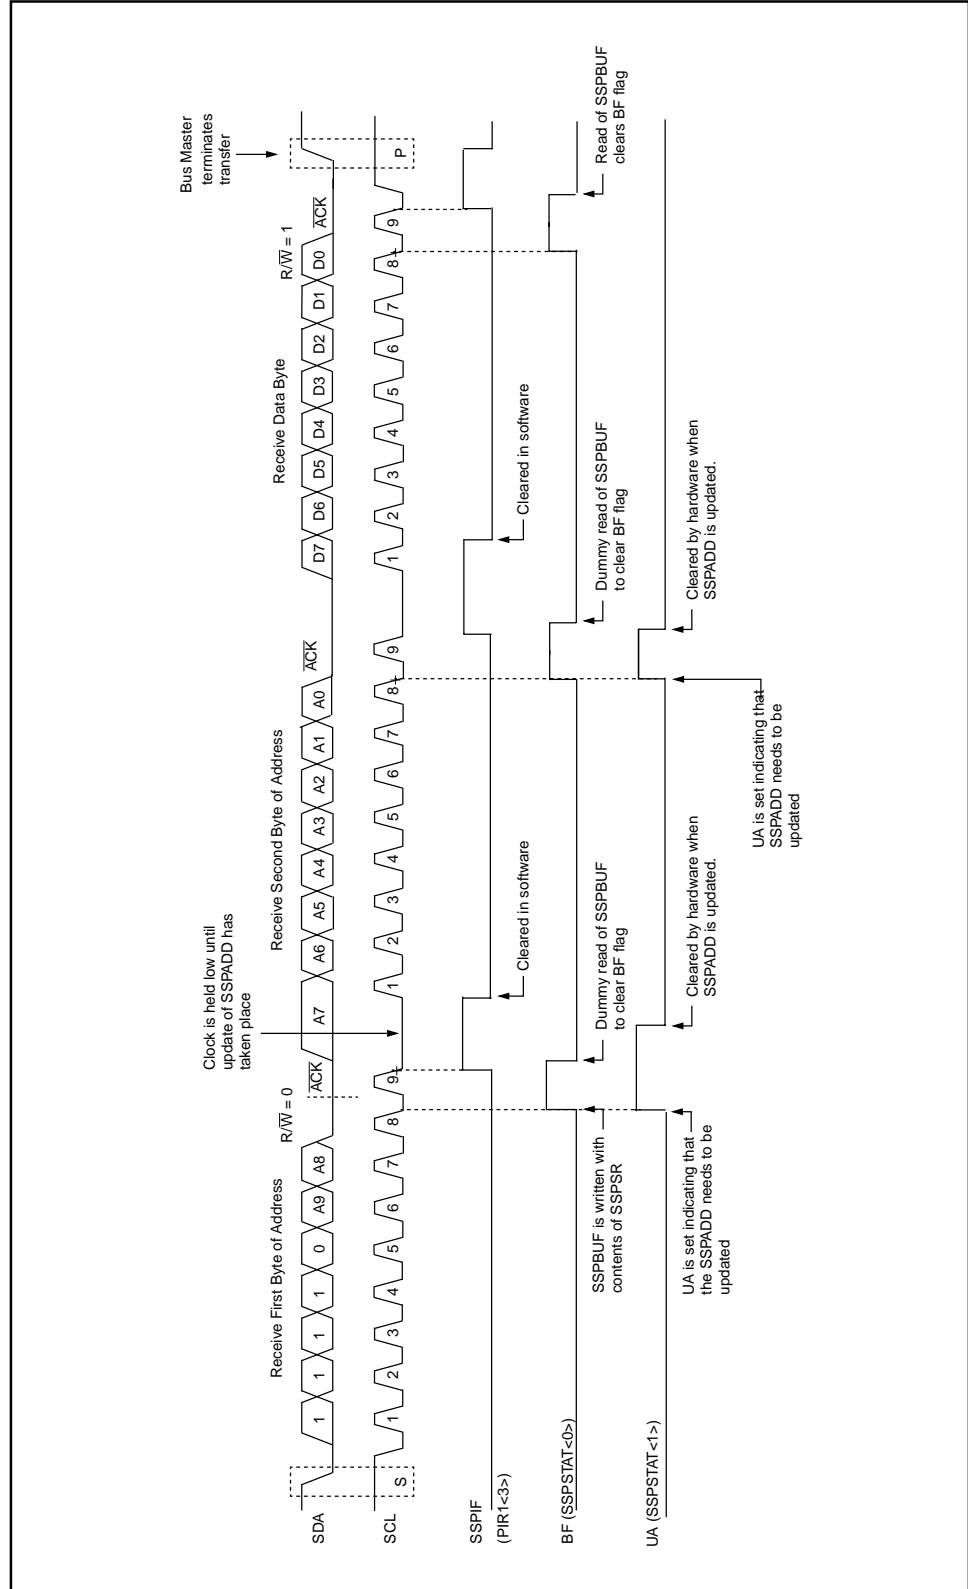 Bus Master
terminates
transfer
Clock is held low until
update of SSPADD has
taken place
R/W = 0
R/W = 1
Receive First Byte of Address
Receive Second Byte of Address
Receive Data Byte
SDA
1 1 1 1 0 A9 A8 ACK A7 A6 A5 A4 A3 A2 A1 A0 ACK D7 D6 D5 D4 D3 D2 D1 D0 ACK
SCL
S 1 2 3 4 5 6 7 8 9 1 2 3 4 5 6 7 8 9 1 2 3 4 5 6 7 8 9 P
SSPIF
(PIR1<3>)
Cleared in software
Cleared in software
BF (SSPSTAT<0>)
SSPBUF is written with
contents of SSPSR
Dummy read of SSPBUF
to clear BF flag
Dummy read of SSPBUF
to clear BF flag
Read of SSPBUF
clears BF flag
UA (SSPSTAT<1>)
UA is set indicating that
the SSPADD needs to be
updated
Cleared by hardware when
SSPADD is updated.
UA is set indicating that
SSPADD needs to be
updated
Cleared by hardware when
SSPADD is updated.